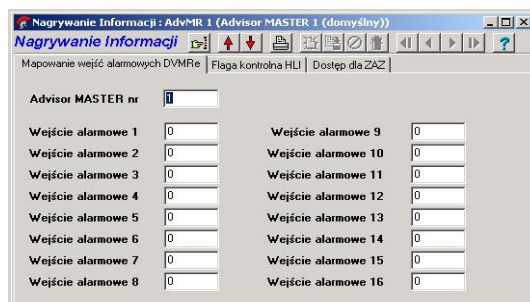 Nagrywanie Informacji : AdvMR 1 (Advisor MASTER 1 (domyślny))
Nagrywanie Informacji
Mapowanie wejść alarmowych DVMRe Flaga kontrolna HLI Dostęp dla ZAZ
Advisor MASTER nr 1
Wejście alarmowe 1 0 Wejście alarmowe 9 0
Wejście alarmowe 2 0 Wejście alarmowe 10 0
Wejście alarmowe 3 0 Wejście alarmowe 11 0
Wejście alarmowe 4 0 Wejście alarmowe 12 0
Wejście alarmowe 5 0 Wejście alarmowe 13 0
Wejście alarmowe 6 0 Wejście alarmowe 14 0
Wejście alarmowe 7 0 Wejście alarmowe 15 0
Wejście alarmowe 8 0 Wejście alarmowe 16 0